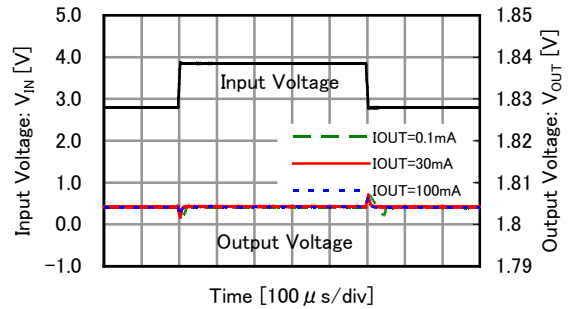 Input Voltage: VIN [V]
5.0
4.0
3.0
2.0
1.0
0.0
−1.0
Input Voltage
IOUT=0.1mA
IOUT=30mA
IOUT=100mA
Output Voltage
1.85
1.84
1.83
1.82
1.81
1.8
1.79
Output Voltage: VOUT [V]
Time [100 μ s/div]